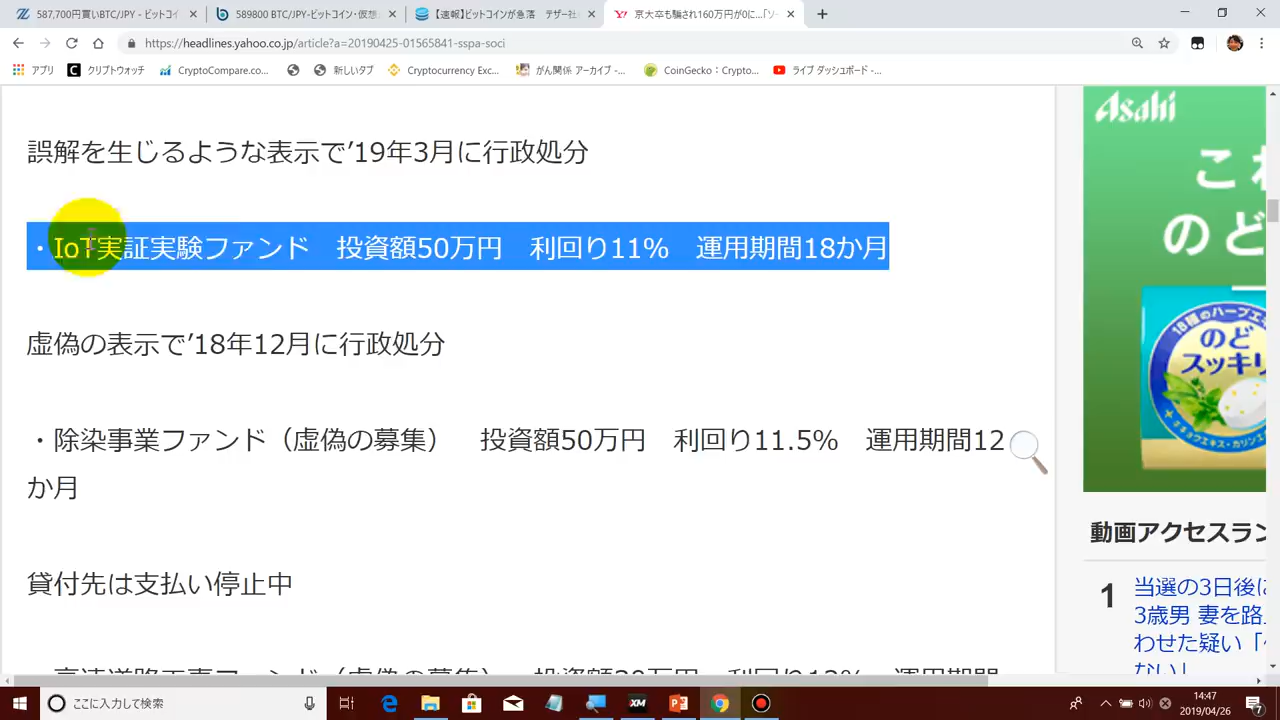 587,700円買いBTC/JPY - ビットコイ
589800 BTC/JPY-ビットコイン・仮想
【速報】ビットコインが急落 テザー社
京大卒も騙され160万円が0に...「ソー
https://headlines.yahoo.co.jp/article?a=20190425-01565841-sspa-soci
アプリ クリプトウォッチ CryptoCompare.co... 新しいタブ Cryptocurrency Exc... がん関係 アーカイブ -... CoinGecko：Crypto... ライブ ダッシュボード -...
誤解を生じるような表示で’19年3月に行政処分
・IoT実証実験ファンド　投資額50万円　利回り11%　運用期間18か月
虚偽の表示で’18年12月に行政処分
・除染事業ファンド（虚偽の募集）　投資額50万円　利回り11.5%　運用期間12
か月
貸付先は支払い停止中
Asahi
これ
のど
18種のハーブエキ
のど
スッキリ
動画アクセスラン
1
当選の3日後に
3歳男 妻を路上
わせた疑い「
ない」
ここに入力して検索
14:47
2019/04/26
7